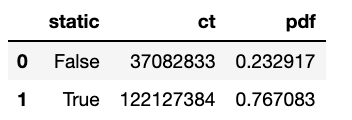 static ct pdf
0 False 37082833 0.232917
1 True 122127384 0.767083